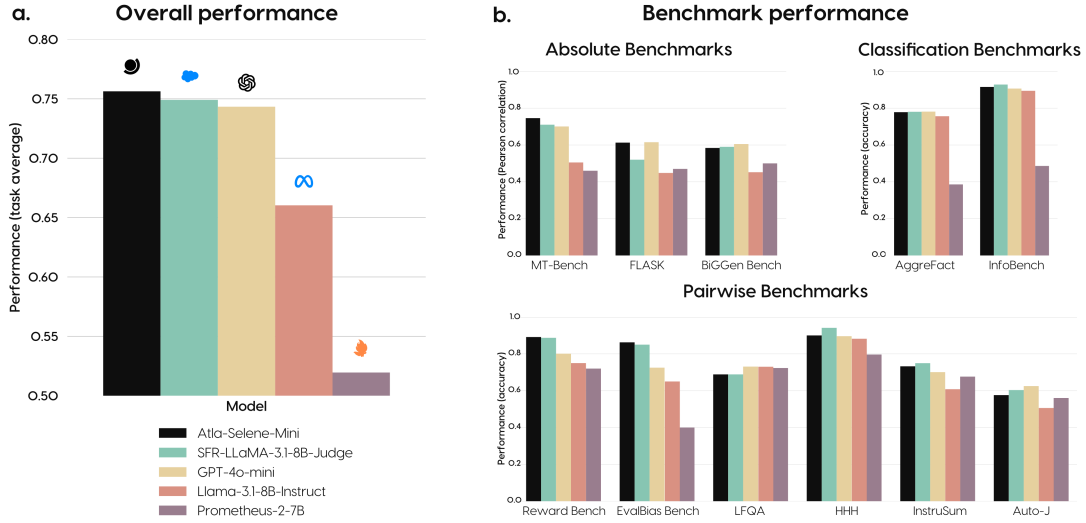 a. Overall performance
Performance (task average)
0.80
0.75
0.70
0.65
0.60
0.55
0.50
Model
Atla-Selene-Mini
SFR-LLaMA-3.1-8B-Judge
GPT-4o-mini
Llama-3.1-8B-Instruct
Prometheus-2-7B
b. Benchmark performance
Absolute Benchmarks
Performance (Pearson correlation)
1.0
0.8
0.6
0.4
0.2
0.0
MT-Bench FLASK BiGGen Bench
Classification Benchmarks
Performance (accuracy)
1.0
0.8
0.6
0.4
0.2
0.0
AggreFact InfoBench
Pairwise Benchmarks
Performance (accuracy)
1.0
0.8
0.6
0.4
0.2
0.0
Reward Bench EvalBias Bench LFQA HHH InstruSum Auto-J